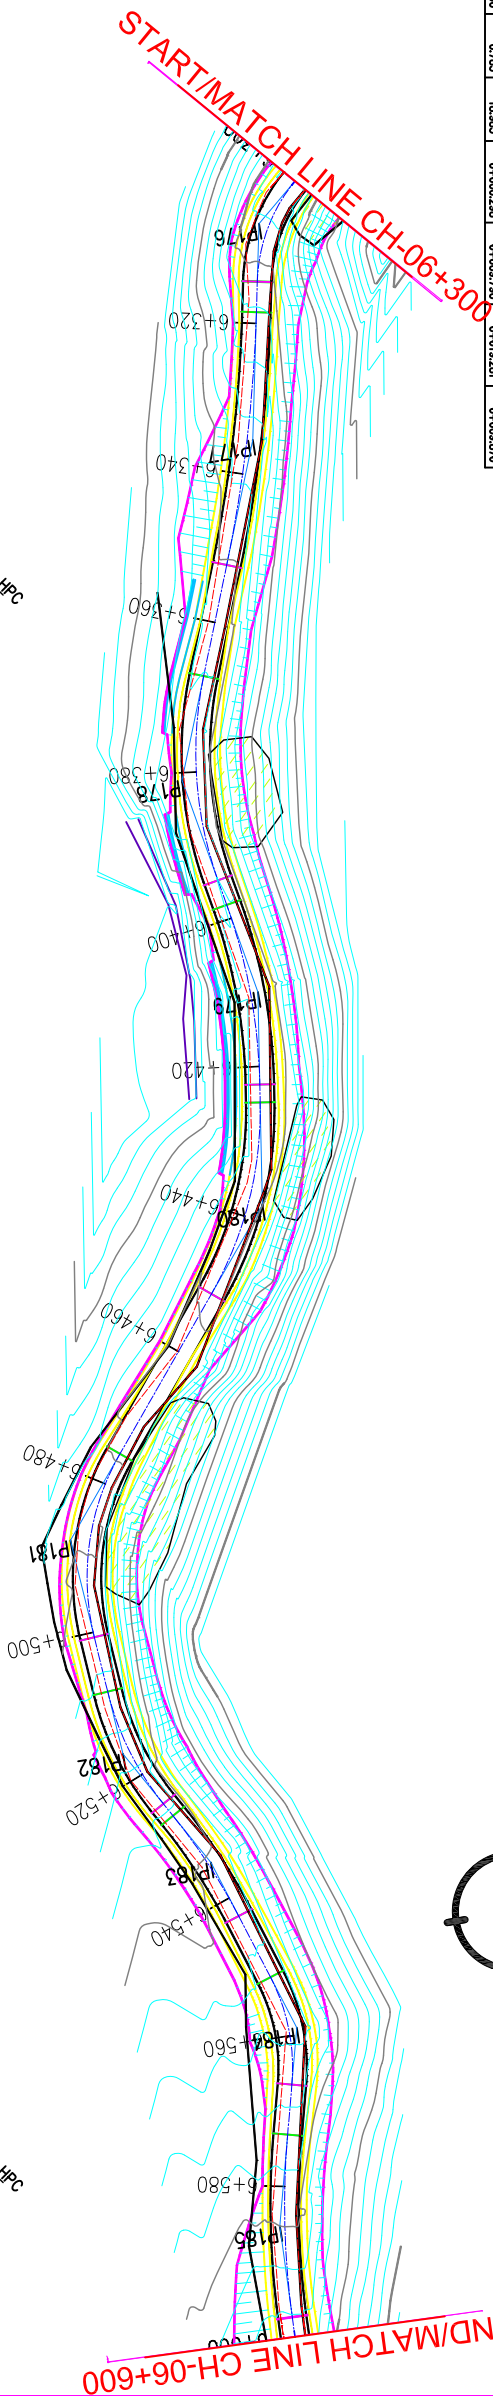 START/MATCH LINE CH-06+300
IP176
6+320
IP177
6+340
HPC
6+360
6+380
IP178
6+400
IP179
6+420
6+440
IP180
6+460
6+480
IP181
6+500
IP182
6+520
IP183
6+540
IP184
6+560
HPC
6+580
IP185
ND/MATCH LINE CH-06+600